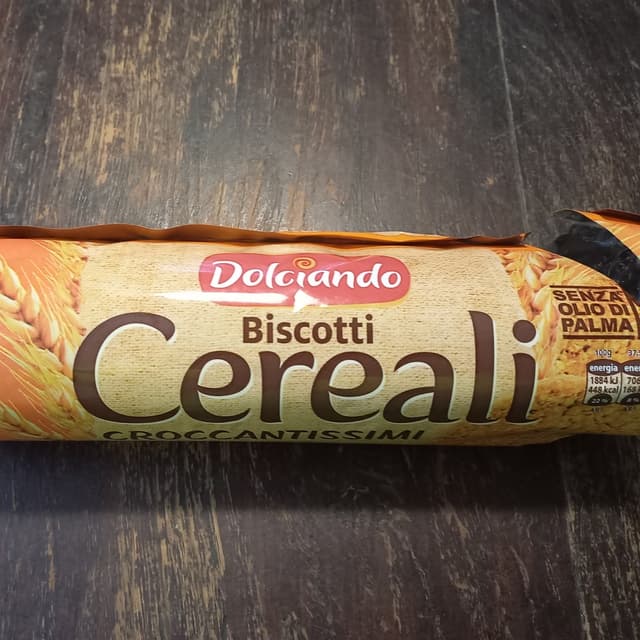 Dolciando
Biscotti
Cereali
CROCCANTISSIMI
SENZA
OLIO DI
PALMA
100g
energia
1884 kJ
448 kcal
22 %